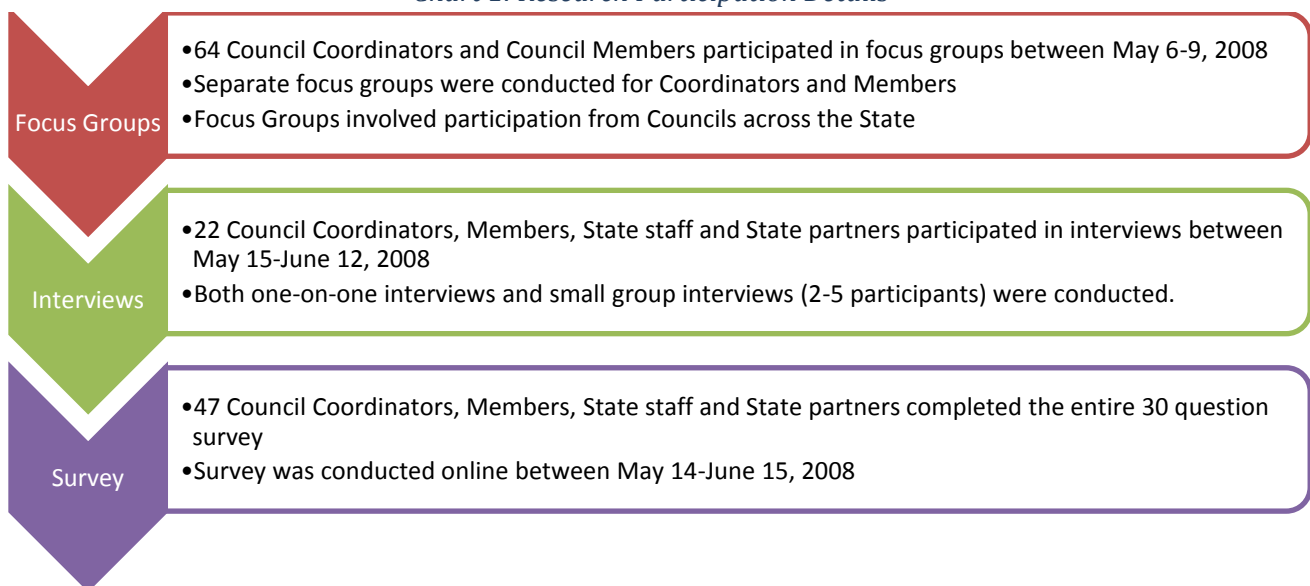 Focus Groups
•64 Council Coordinators and Council Members participated in focus groups between May 6-9, 2008
•Separate focus groups were conducted for Coordinators and Members
•Focus Groups involved participation from Councils across the State
Interviews
•22 Council Coordinators, Members, State staff and State partners participated in interviews between
May 15-June 12, 2008
•Both one-on-one interviews and small group interviews (2-5 participants) were conducted.
Survey
•47 Council Coordinators, Members, State staff and State partners completed the entire 30 question
survey
•Survey was conducted online between May 14-June 15, 2008